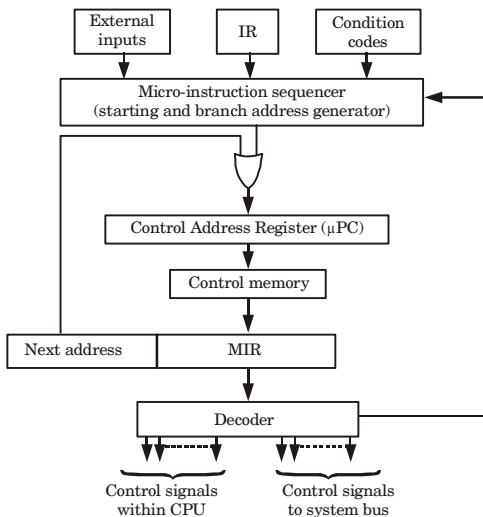 External
inputs
IR
Condition
codes
Micro-instruction sequencer
(starting and branch address generator)
Control Address Register (µPC)
Control memory
Next address
MIR
Decoder
Control signals
within CPU
Control signals
to system bus